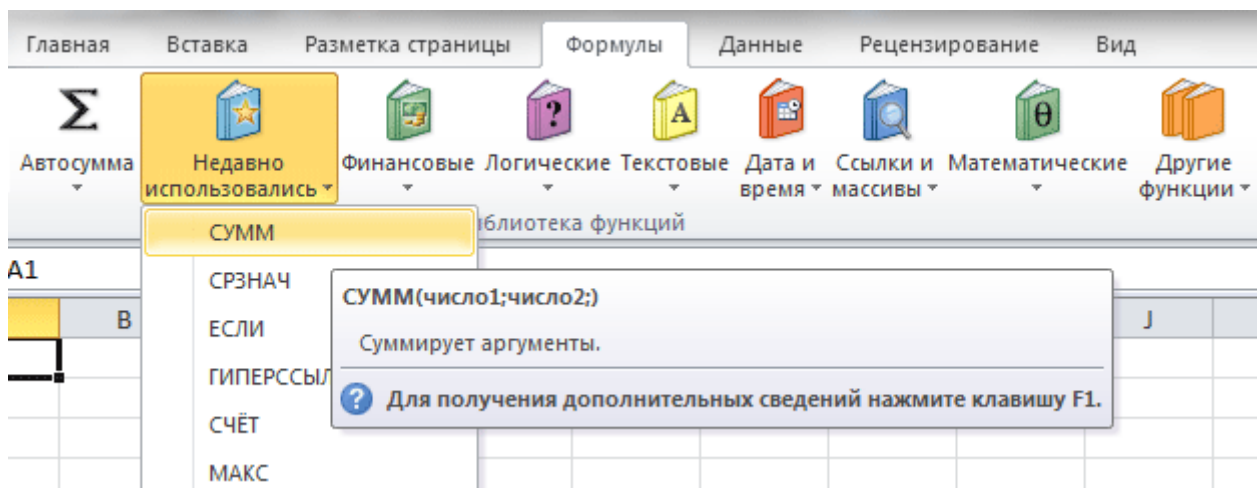 Главная Вставка Разметка страницы Формулы Данные Рецензирование Вид
Автосумма
Недавно
использовались
Финансовые
Логические
Текстовые
Дата и
время
Ссылки и
массивы
Математические
Другие
функции
блиотека функций
СУММ
СРЗНАЧ
ЕСЛИ
ГИПЕРССЫЛ
СЧЁТ
МАКС
A1
B
J
СУММ(число1;число2;)
Суммирует аргументы.
Для получения дополнительных сведений нажмите клавишу F1.